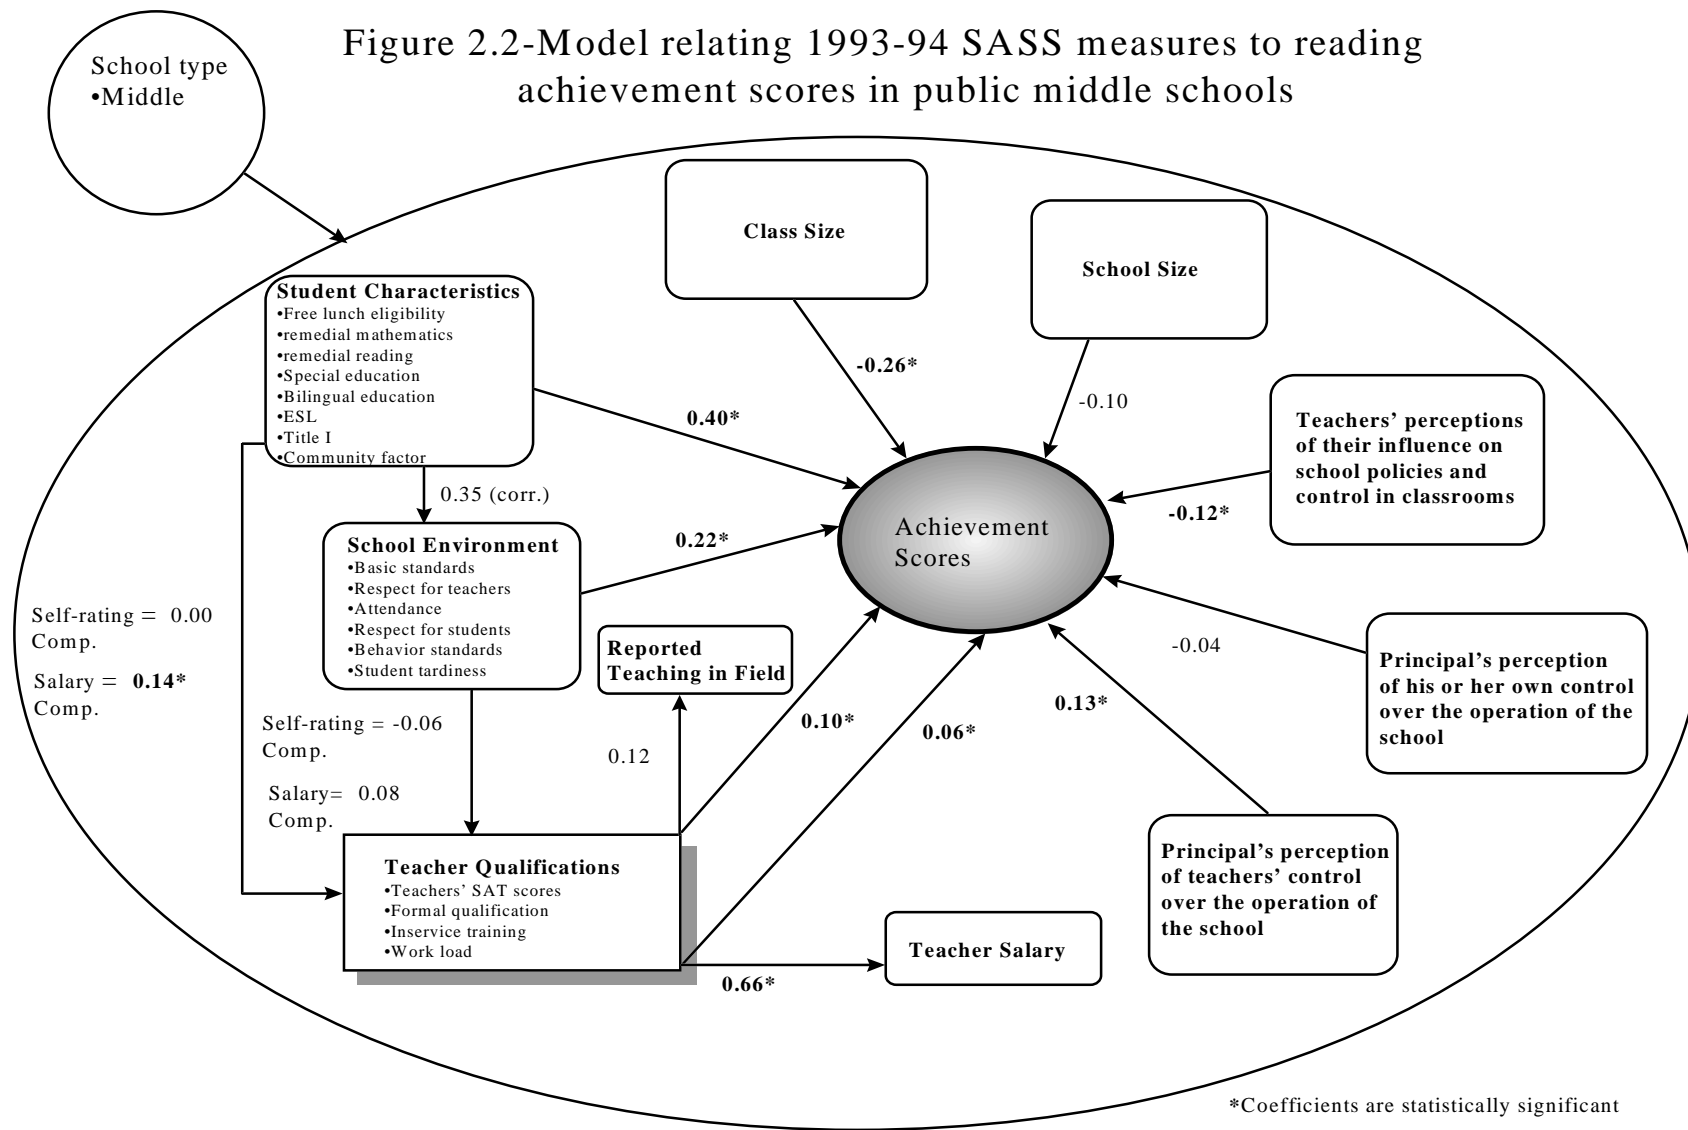 Figure 2.2-Model relating 1993-94 SASS measures to reading
achievement scores in public middle schools
School type
•Middle
Class Size
School Size
Student Characteristics
•Free lunch eligibility
•remedial mathematics
•remedial reading
•Special education
•Bilingual education
•ESL
•Title I
•Community factor
-0.26*
-0.10
0.40*
Teachers’ perceptions
of their influence on
school policies and
control in classrooms
0.35 (corr.)
-0.12*
School Environment
•Basic standards
•Respect for teachers
•Attendance
•Respect for students
•Behavior standards
•Student tardiness
0.22*
Achievement
Scores
Self-rating = 0.00
Comp.
Salary = 0.14*
Comp.
Reported
Teaching in Field
-0.04
Principal’s perception
of his or her own control
over the operation of the
school
Self-rating = -0.06
Comp.
Salary= 0.08
Comp.
0.12
0.10*
0.06*
0.13*
Teacher Qualifications
•Teachers’ SAT scores
•Formal qualification
•Inservice training
•Work load
Principal’s perception
of teachers’ control
over the operation of
the school
Teacher Salary
0.66*
*Coefficients are statistically significant